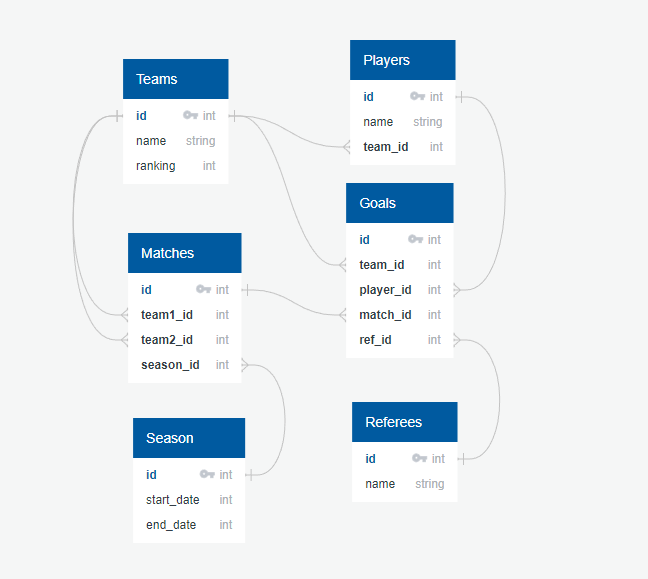 Teams
id int
name string
ranking int
Players
id int
name string
team_id int
Goals
id int
team_id int
player_id int
match_id int
ref_id int
Matches
id int
team1_id int
team2_id int
season_id int
Season
id int
start_date int
end_date int
Referees
id int
name string